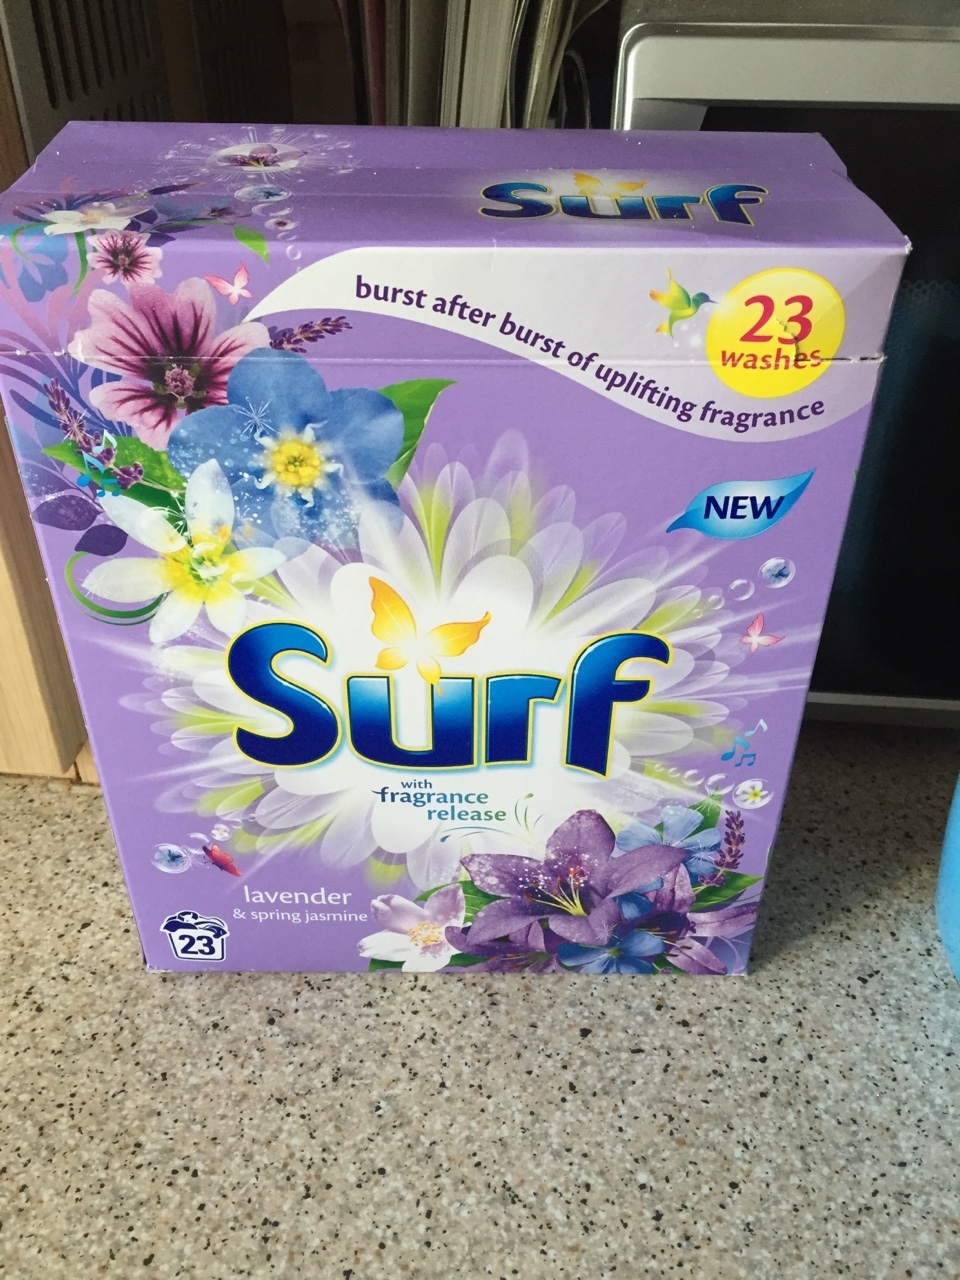 Surf
burst after burst of uplifting fragrance
23
washes
NEW
Surf
with
fragrance
release
lavender
& spring jasmine
23